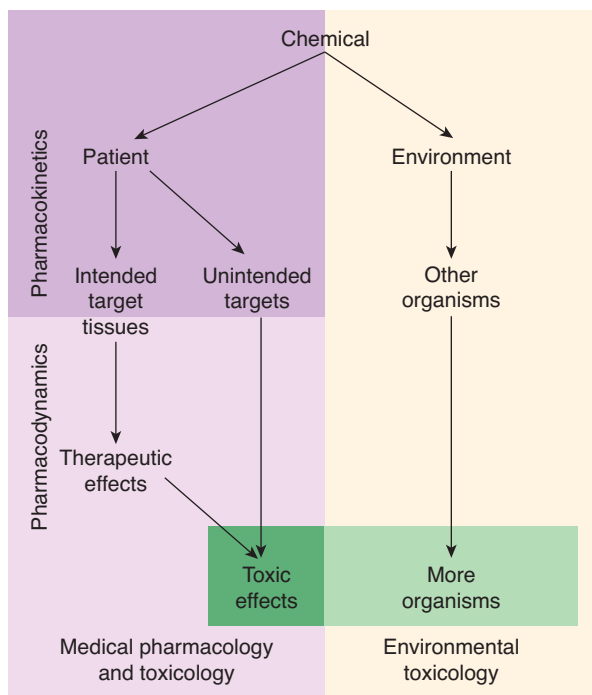 Chemical
Pharmacokinetics
Patient
Environment
Intended
target
tissues
Unintended
targets
Other
organisms
Pharmacodynamics
Therapeutic
effects
Toxic
effects
More
organisms
Medical pharmacology
and toxicology
Environmental
toxicology